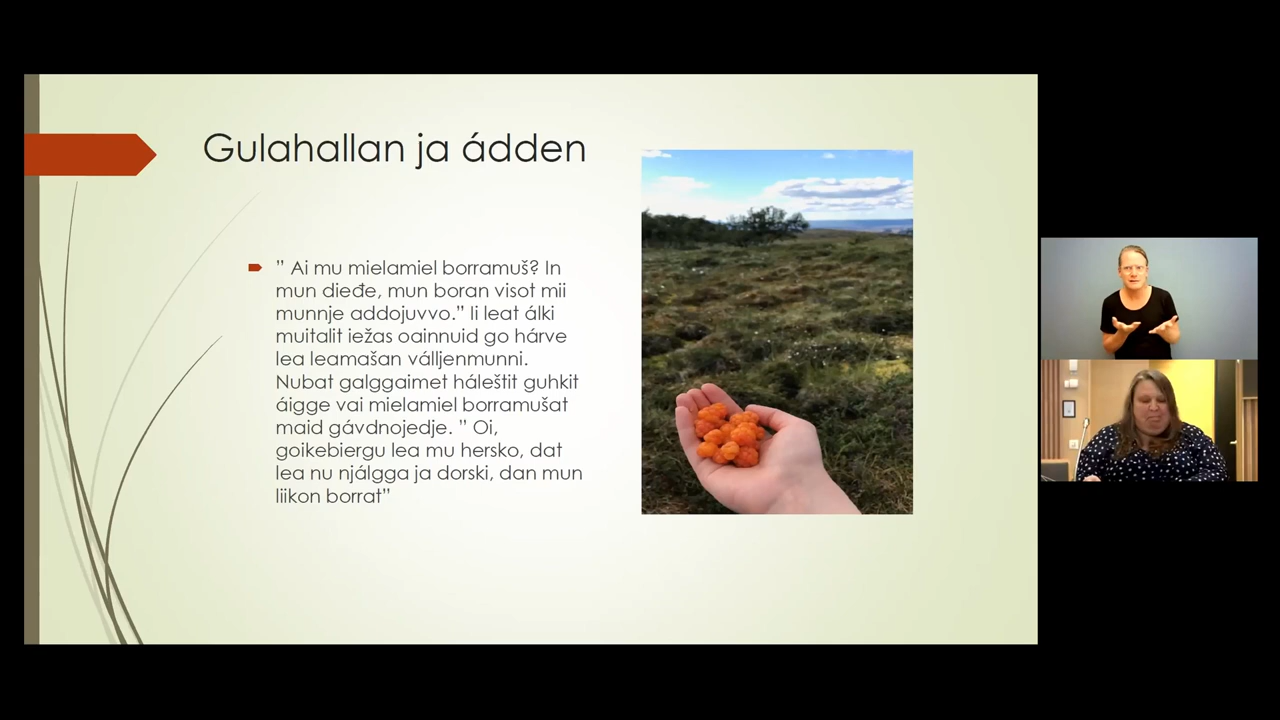 Gulahallan ja ádden
” Ai mu mielamiel borramuš? In
mun dieđe, mun boran visot mii
munnje addojuvvo.” Ii leat álki
muitalit iežas oainnuid go hárve
lea leamašan válljenmunni.
Nubat galggaimet háleštit guhkit
áigge vai mielamiel borramušat
maid gávdnojedje. ” Oi,
goikebiergu lea mu hersko, dat
lea nu njálgga ja dorski, dan mun
liikon borrat”